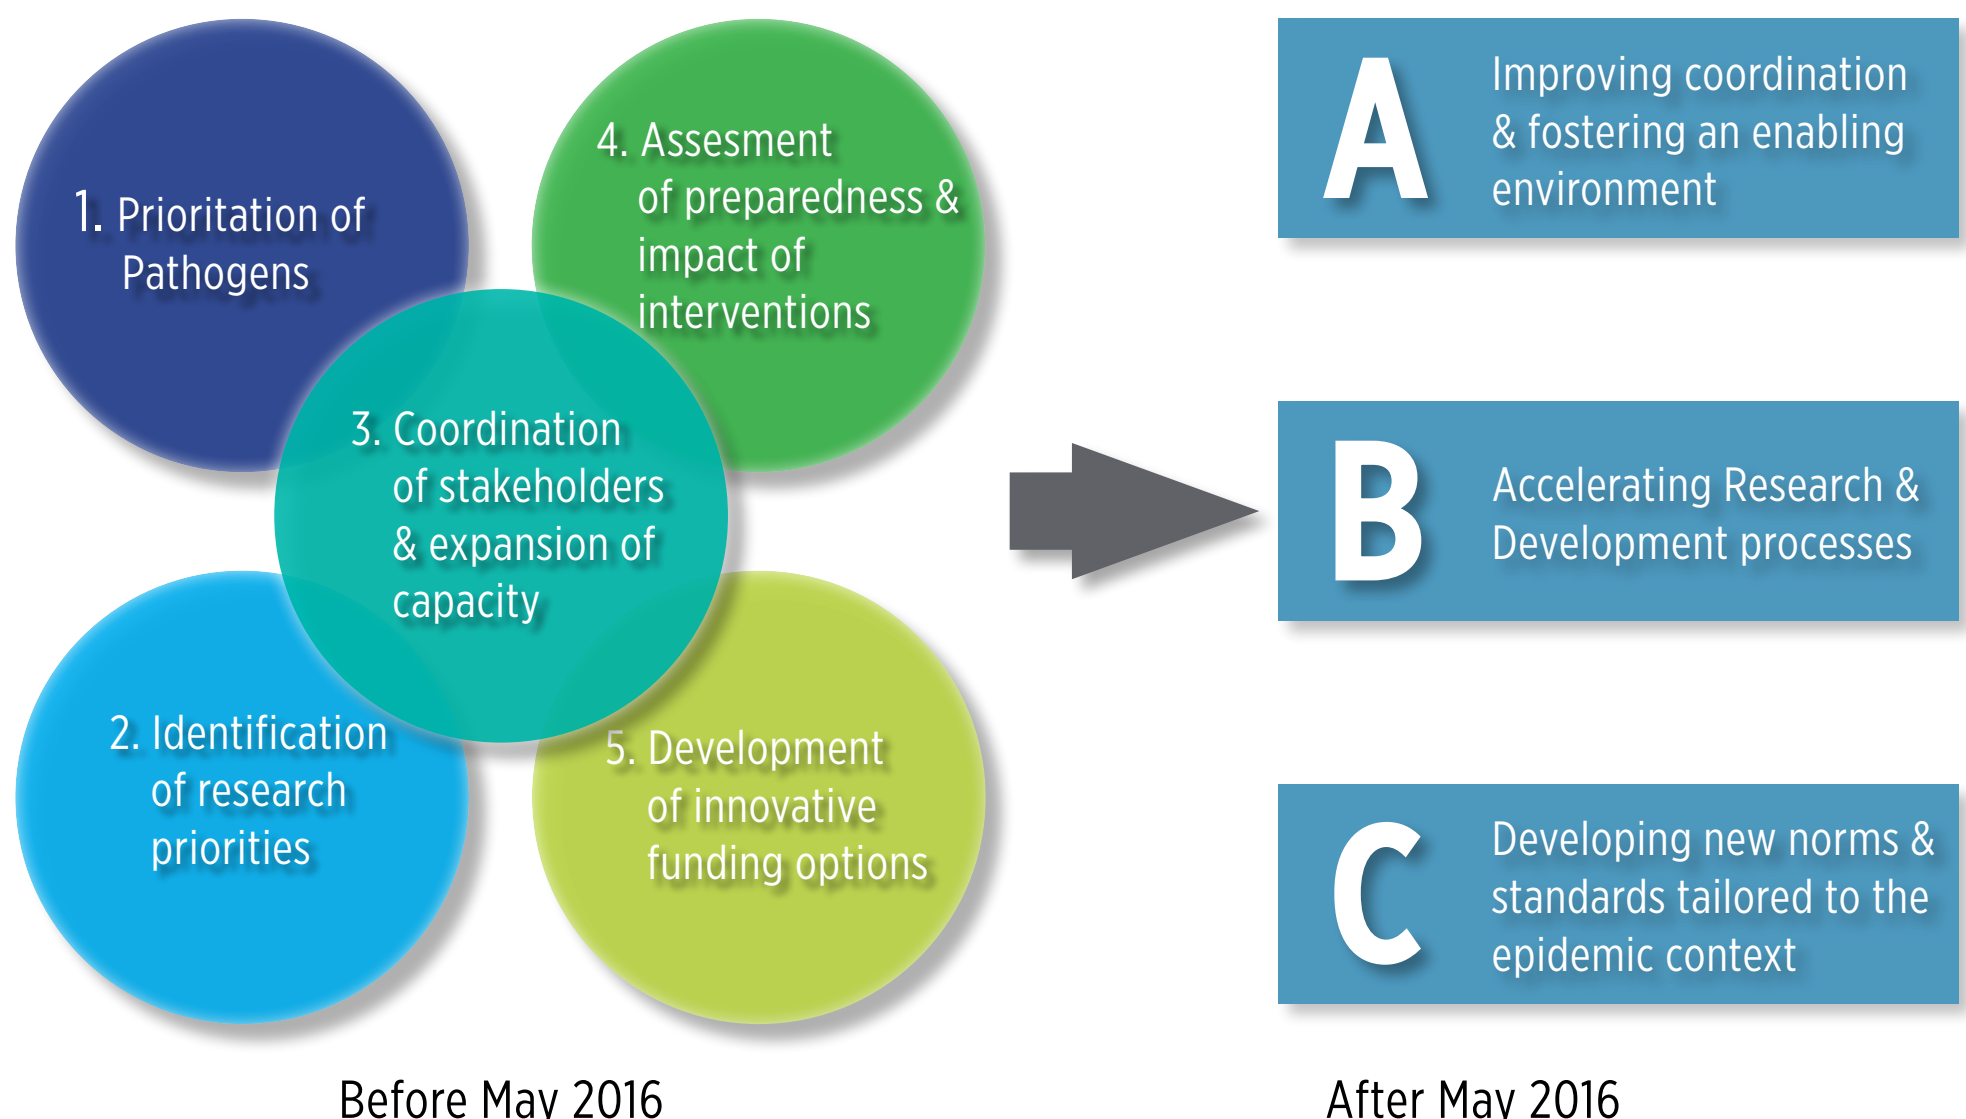 1. Prioritation of
Pathogens
4. Assesment
of preparedness &
impact of
interventions
3. Coordination
of stakeholders
& expansion of
capacity
2. Identification
of research
priorities
5. Development
of innovative
funding options
Before May 2016
A
Improving coordination
& fostering an enabling
environment
B
Accelerating Research &
Development processes
C
Developing new norms &
standards tailored to the
epidemic context
After May 2016